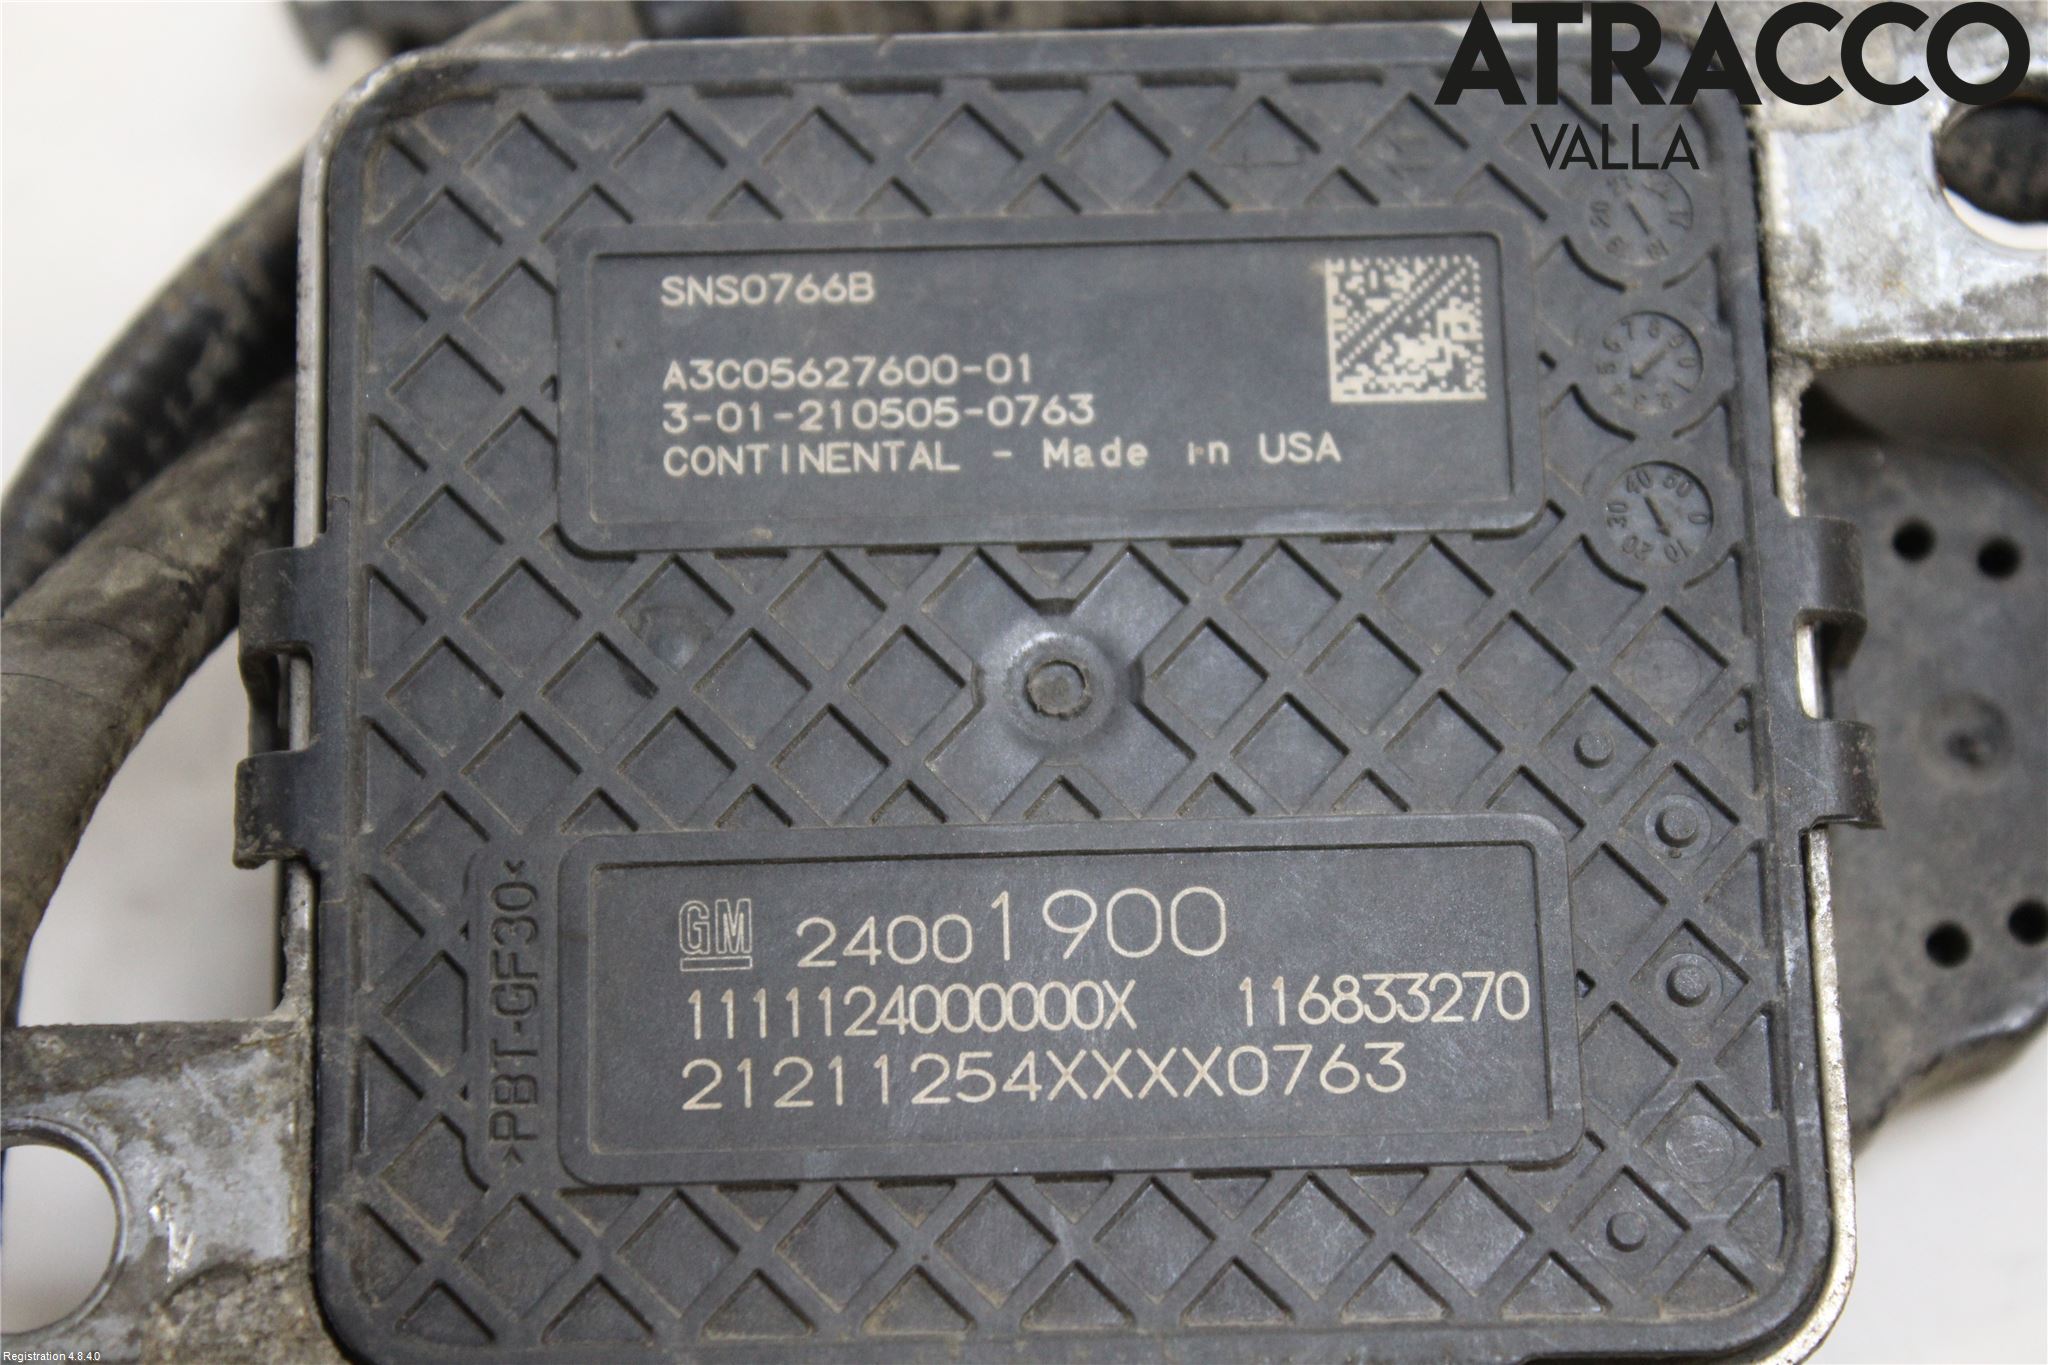 ATRACCO
VALLA
SNS0766B
A3C05627600-01
3-01-210505-0763
CONTINENTAL - Made in USA
>PBT-GF30<
GM 24001900
1111124000000X 116833270
21211254XXXX0763
Registration 4.8.4.0